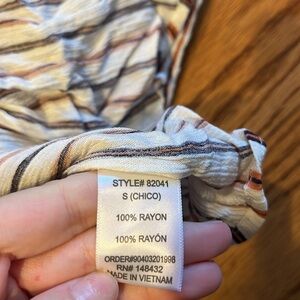 STYLE# 82041
S (CHICO)
100% RAYON
100% RAYÓN
ORDER#90403201998
RN# 148432
MADE IN VIETNAM